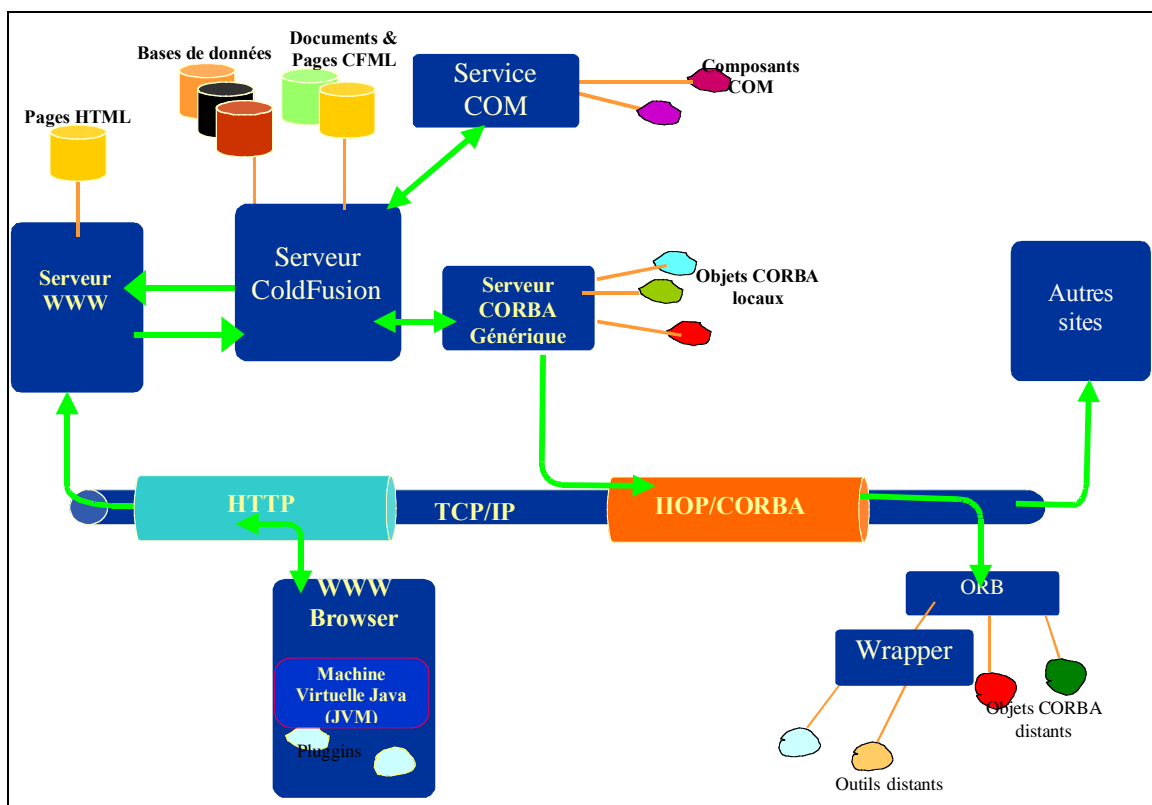 Documents &
Pages CFML
Bases de données
Service
COM
Composants
COM
Pages HTML
Serveur
ColdFusion
Serveur
WWW
Serveur
CORBA
Générique
Objets CORBA
locaux
Autres
sites
HTTP
TCP/IP
IIOP/CORBA
WWW
Browser
ORB
Wrapper
Machine
Virtuelle Java
(JVM)
Pluggins
Objets CORBA
distants
Outils distants